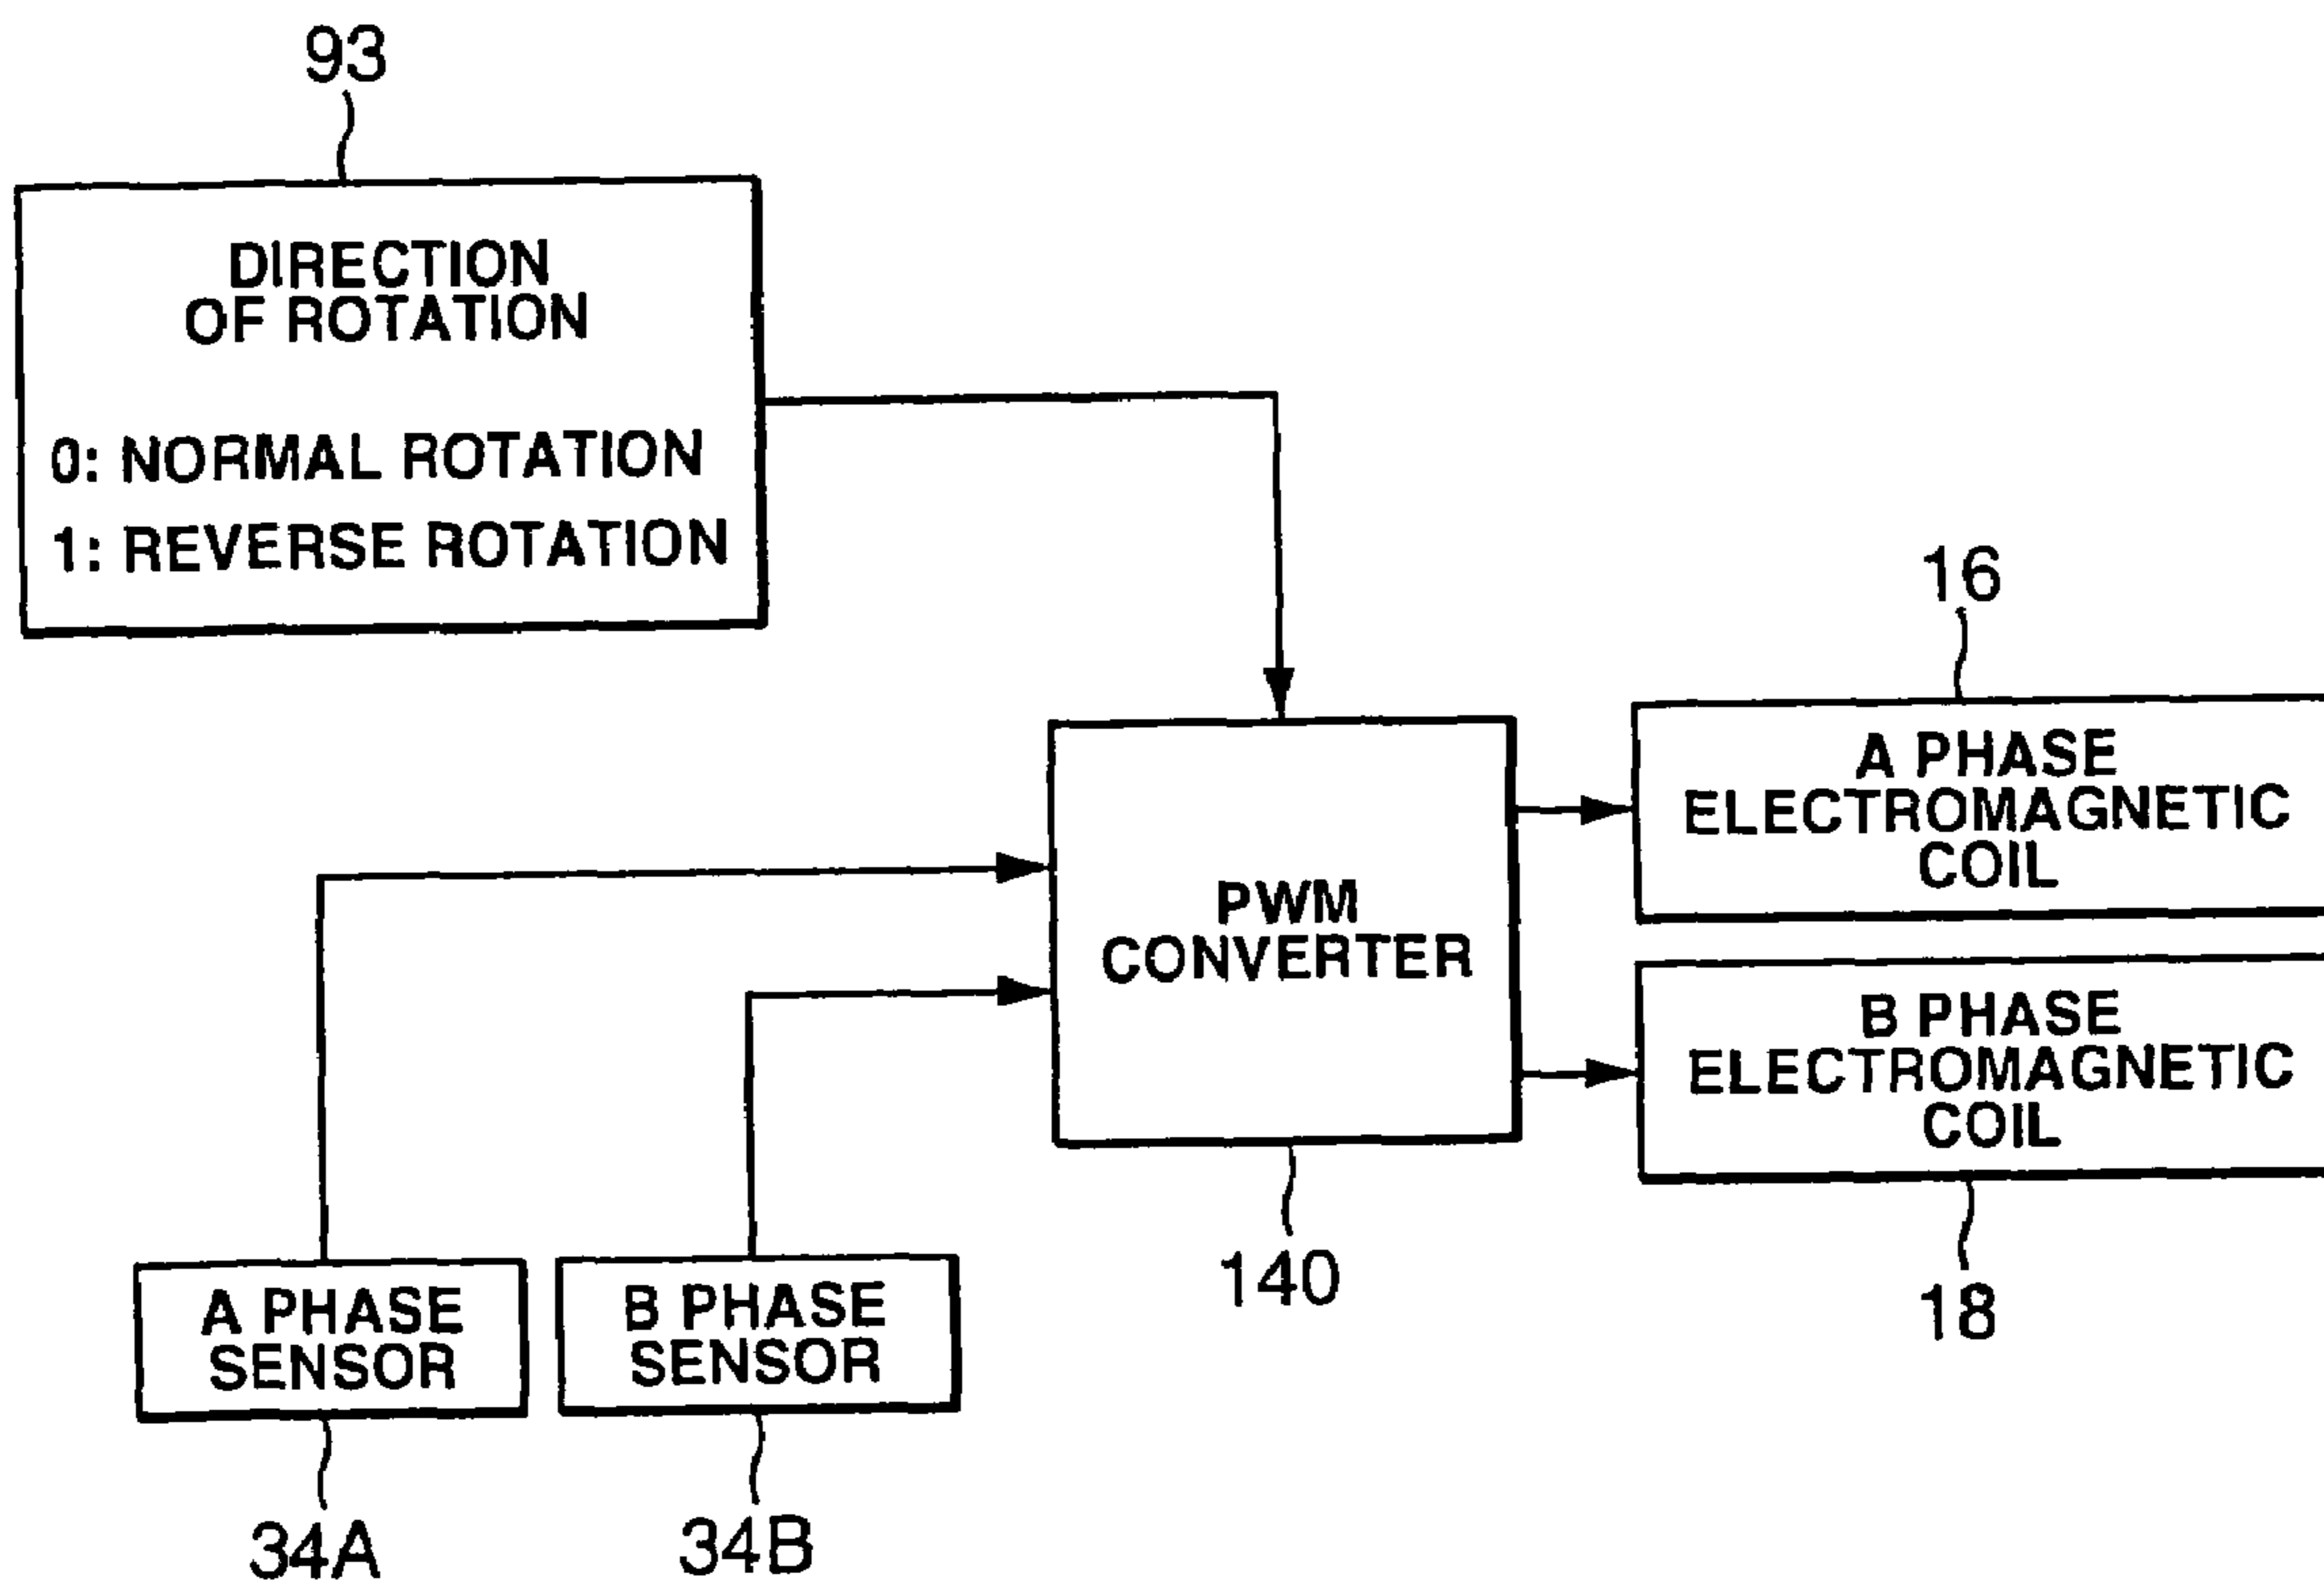 93
DIRECTION
OF ROTATION
0: NORMAL ROTATION
1: REVERSE ROTATION
16
A PHASE
ELECTROMAGNETIC
COIL
PWM
CONVERTER
B PHASE
ELECTROMAGNETIC
COIL
140
18
A PHASE
SENSOR
B PHASE
SENSOR
34A
34B